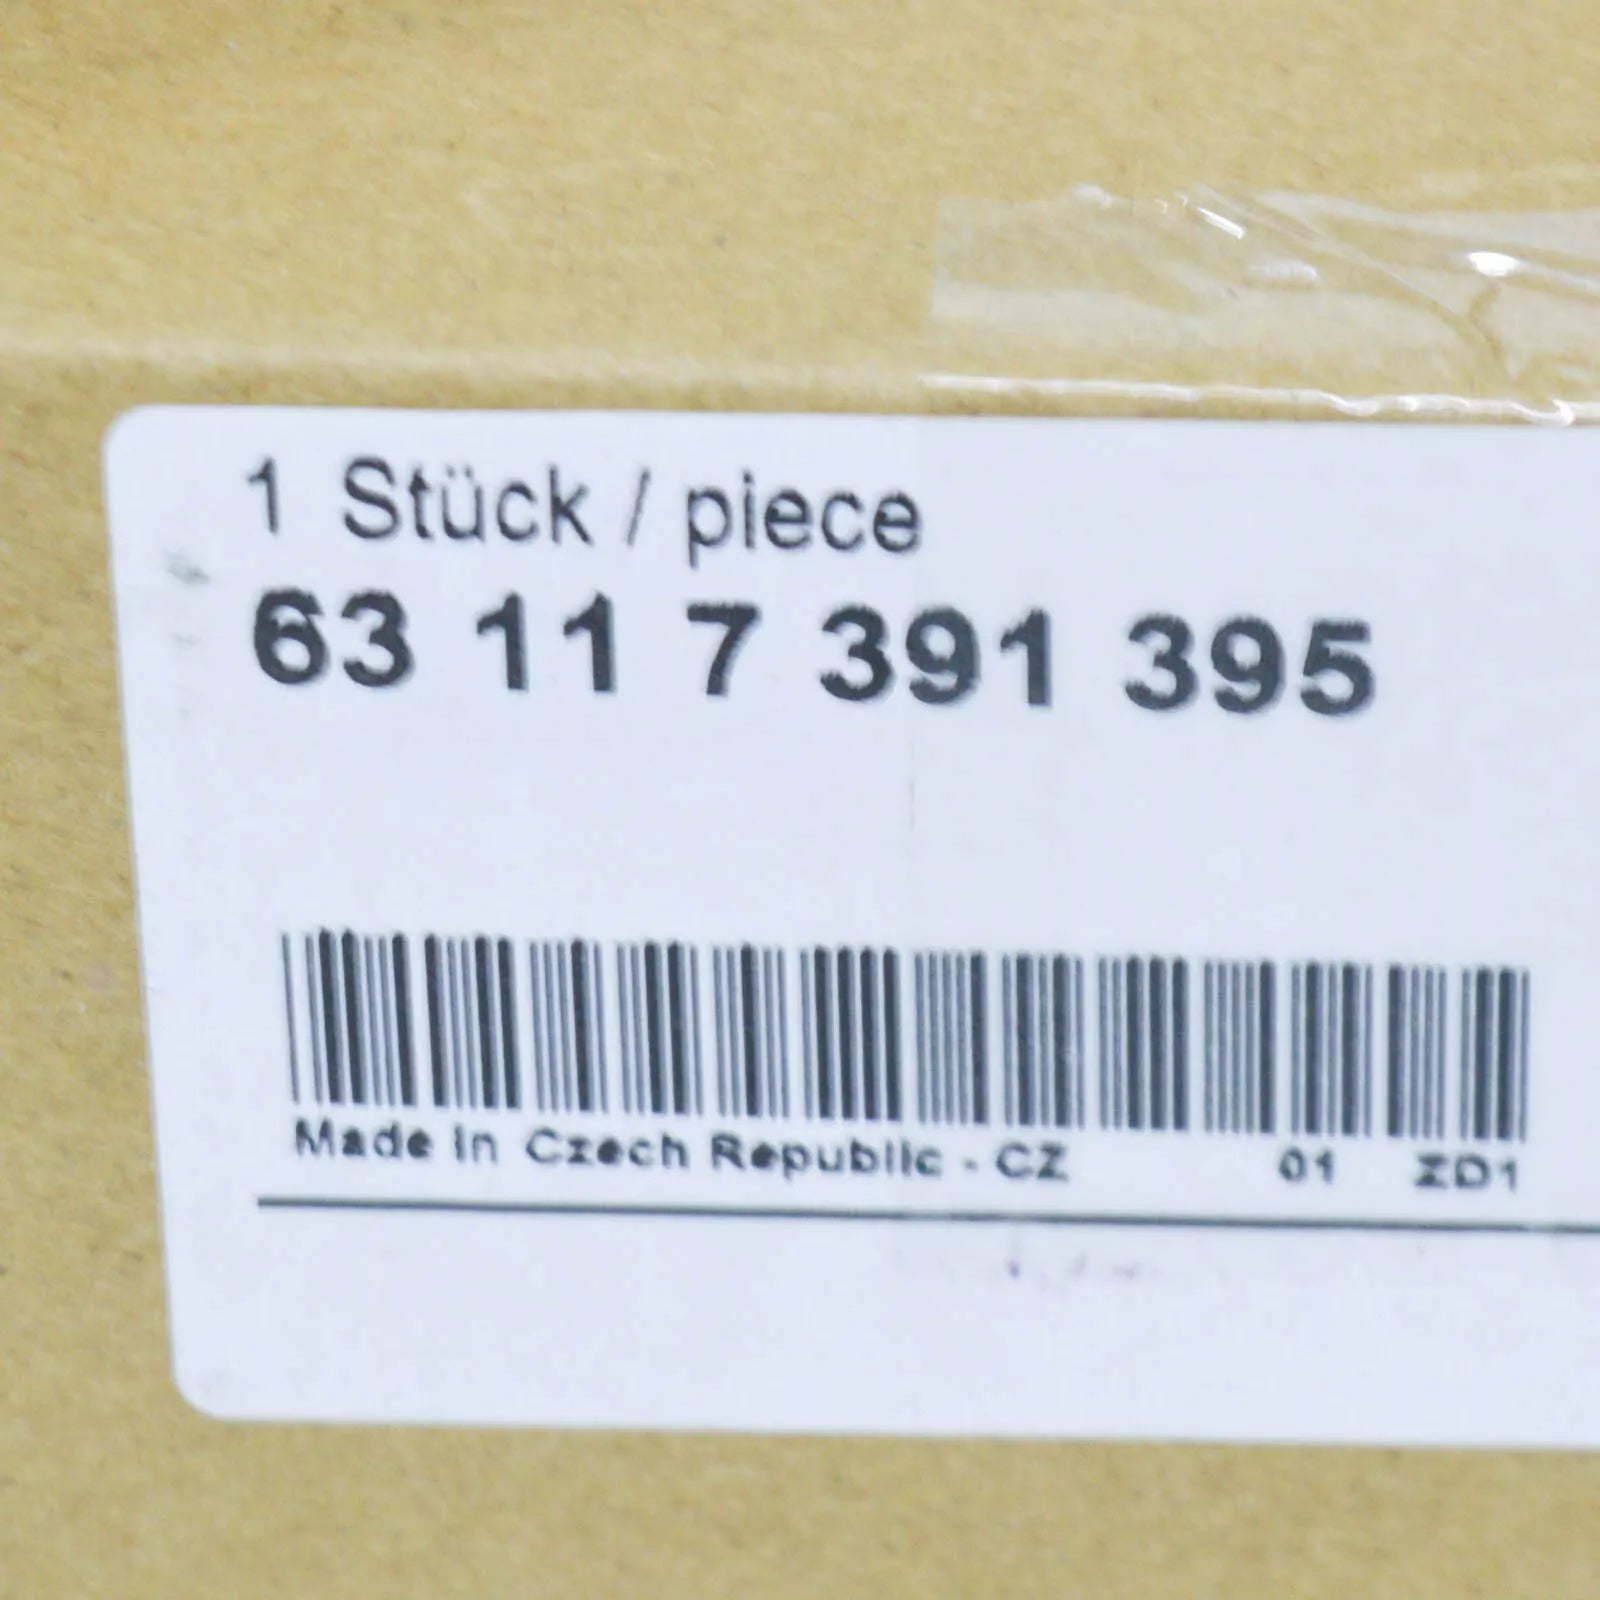 1 Stück / piece
63 11 7 391 395
Made in Czech Republic - CZ 01 ZD1